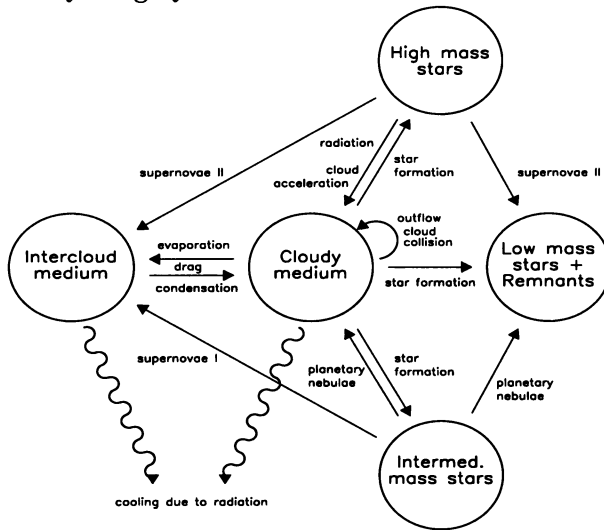 High mass
stars
radiation
cloud
acceleration
star
formation
supernovae II
supernovae II
outflow
cloud
collision
Intercloud
medium
evaporation
drag
condensation
Cloudy
medium
star formation
Low mass
stars +
Remnants
supernovae I
planetary
nebulae
star
formation
planetary
nebulae
Intermed.
mass stars
cooling due to radiation